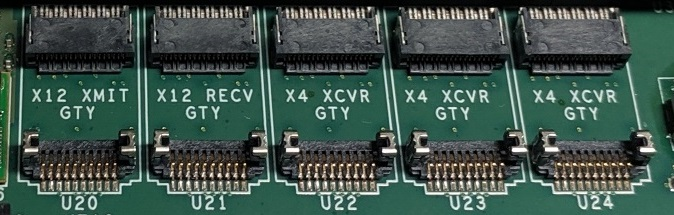 X12 XMIT
GTY
X12 RECV
GTY
X4 XCVR
GTY
X4 XCVR
GTY
X4 XCVR
GTY
U20
U21
U22
U23
U24